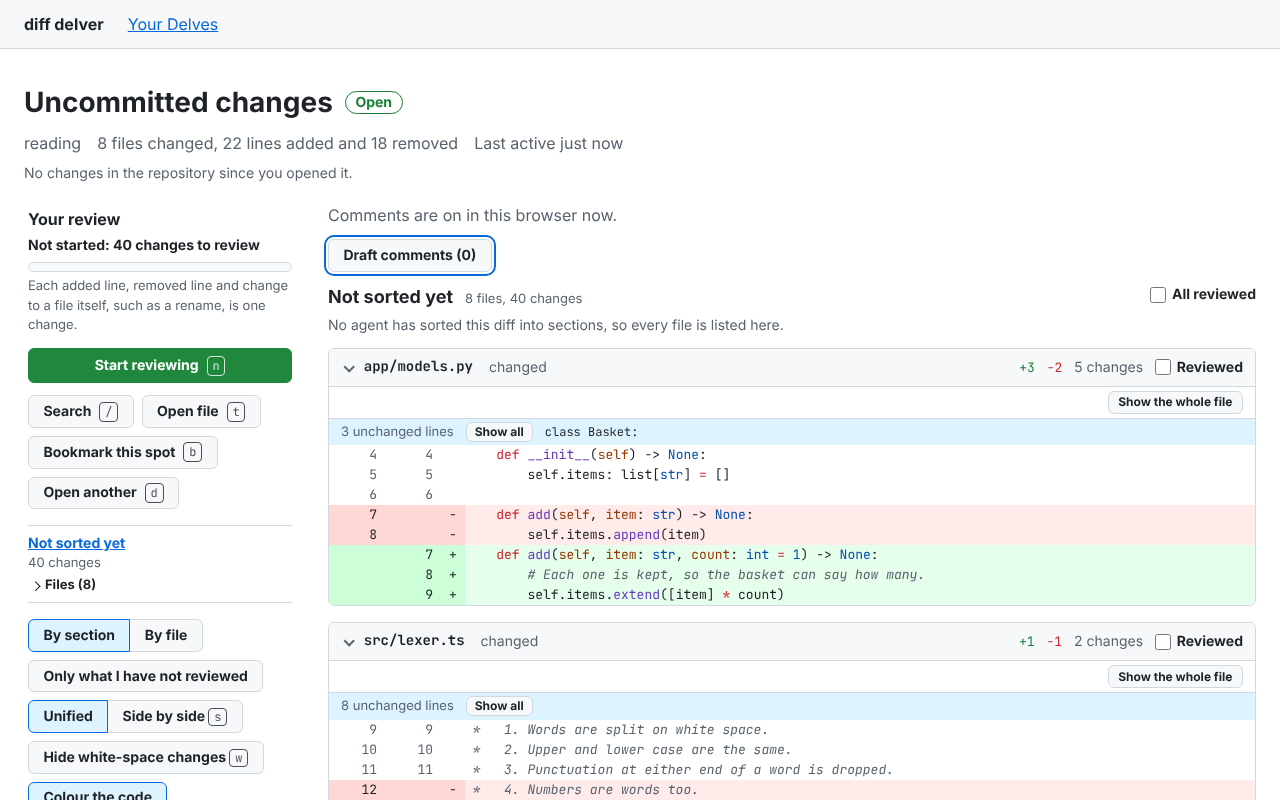 diff delver Your Delves
Uncommitted changes Open
reading 8 files changed, 22 lines added and 18 removed Last active just now
No changes in the repository since you opened it.
Your review
Not started: 40 changes to review
Each added line, removed line and change
to a file itself, such as a rename, is one
change.
Start reviewing n
Search / Open file t
Bookmark this spot b
Open another d
Not sorted yet
40 changes
Files (8)
By section By file
Only what I have not reviewed
Unified Side by side s
Hide white-space changes w
Colour the code
Comments are on in this browser now.
Draft comments (0)
Not sorted yet 8 files, 40 changes All reviewed
No agent has sorted this diff into sections, so every file is listed here.
app/models.py changed +3 -2 5 changes Reviewed
Show the whole file
3 unchanged lines Show all class Basket:
4 4 def __init__(self) -> None:
5 5 self.items: list[str] = []
6 6
7 - def add(self, item: str) -> None:
8 - self.items.append(item)
7 + def add(self, item: str, count: int = 1) -> None:
8 + # Each one is kept, so the basket can say how many.
9 + self.items.extend([item] * count)
src/lexer.ts changed +1 -1 2 changes Reviewed
Show the whole file
8 unchanged lines Show all
9 9 * 1. Words are split on white space.
10 10 * 2. Upper and lower case are the same.
11 11 * 3. Punctuation at either end of a word is dropped.
12 - * 4. Numbers are words too.